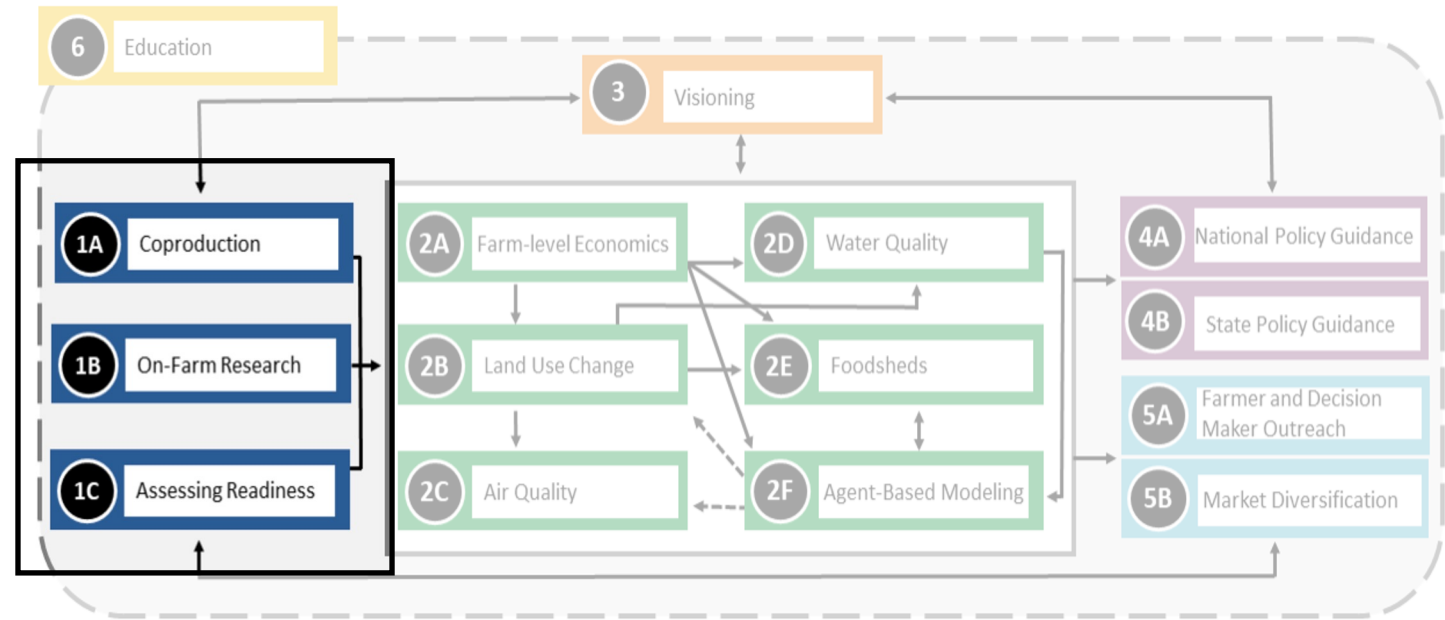 6 Education
3 Visioning
1A Coproduction
1B On-Farm Research
1C Assessing Readiness
2A Farm-level Economics
2B Land Use Change
2C Air Quality
2D Water Quality
2E Foodsheds
2F Agent-Based Modeling
4A National Policy Guidance
4B State Policy Guidance
5A Farmer and Decision
Maker Outreach
5B Market Diversification